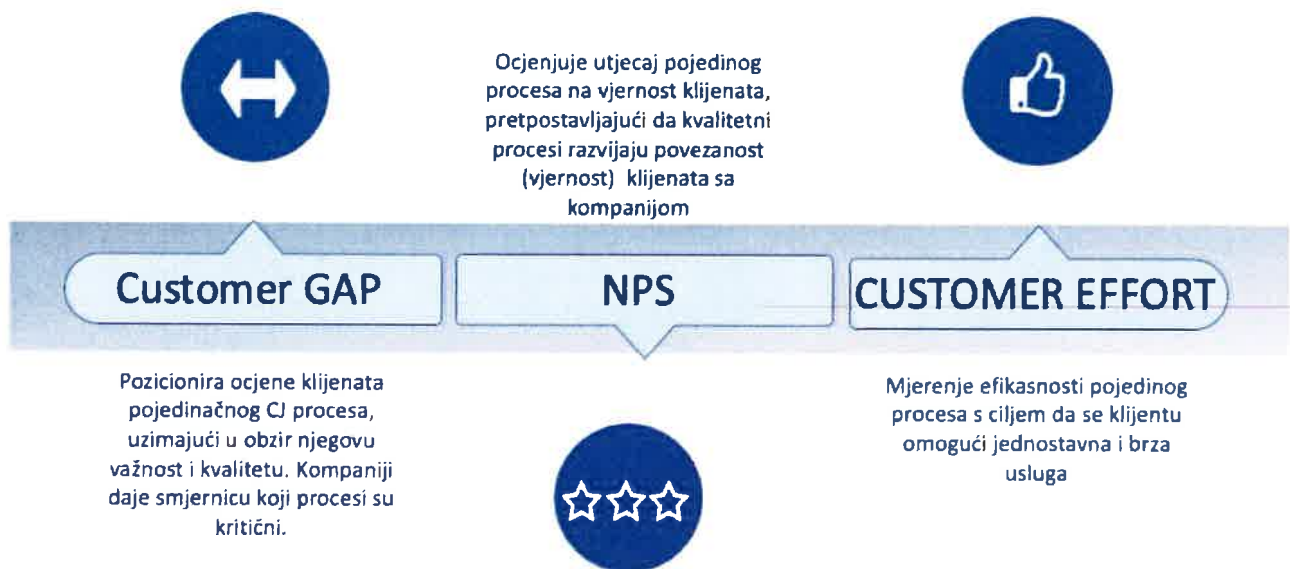 Ocjenjuje utjecaj pojedinog
procesa na vjernost klijenata,
pretpostavljajući da kvalitetni
procesi razvijaju povezanost
(vjernost) klijenata sa
kompanijom
Customer GAP
NPS
CUSTOMER EFFORT
Pozicionira ocjene klijenata
pojedinačnog CJ procesa,
uzimajući u obzir njegovu
važnost i kvalitetu. Kompaniji
daje smjernicu koji procesi su
kritični.
Mjerenje efikasnosti pojedinog
procesa s ciljem da se klijentu
omogući jednostavna i brza
usluga